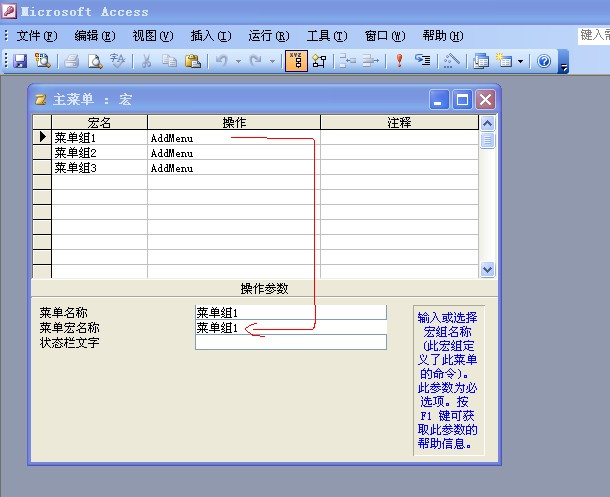 Microsoft Access
文件(F) 编辑(E) 视图(V) 插入(I) 运行(R) 工具(T) 窗口(W) 帮助(H) 键入需
主菜单 : 宏
宏名 操作 注释
菜单组1 AddMenu
菜单组2 AddMenu
菜单组3 AddMenu
操作参数
菜单名称 菜单组1
菜单宏名称 菜单组1
状态栏文字
输入或选择
宏组名称
(此宏组定
义了此菜单
的命令)。
此参数为必
选项。按
F1 键可获
取此参数的
帮助信息。